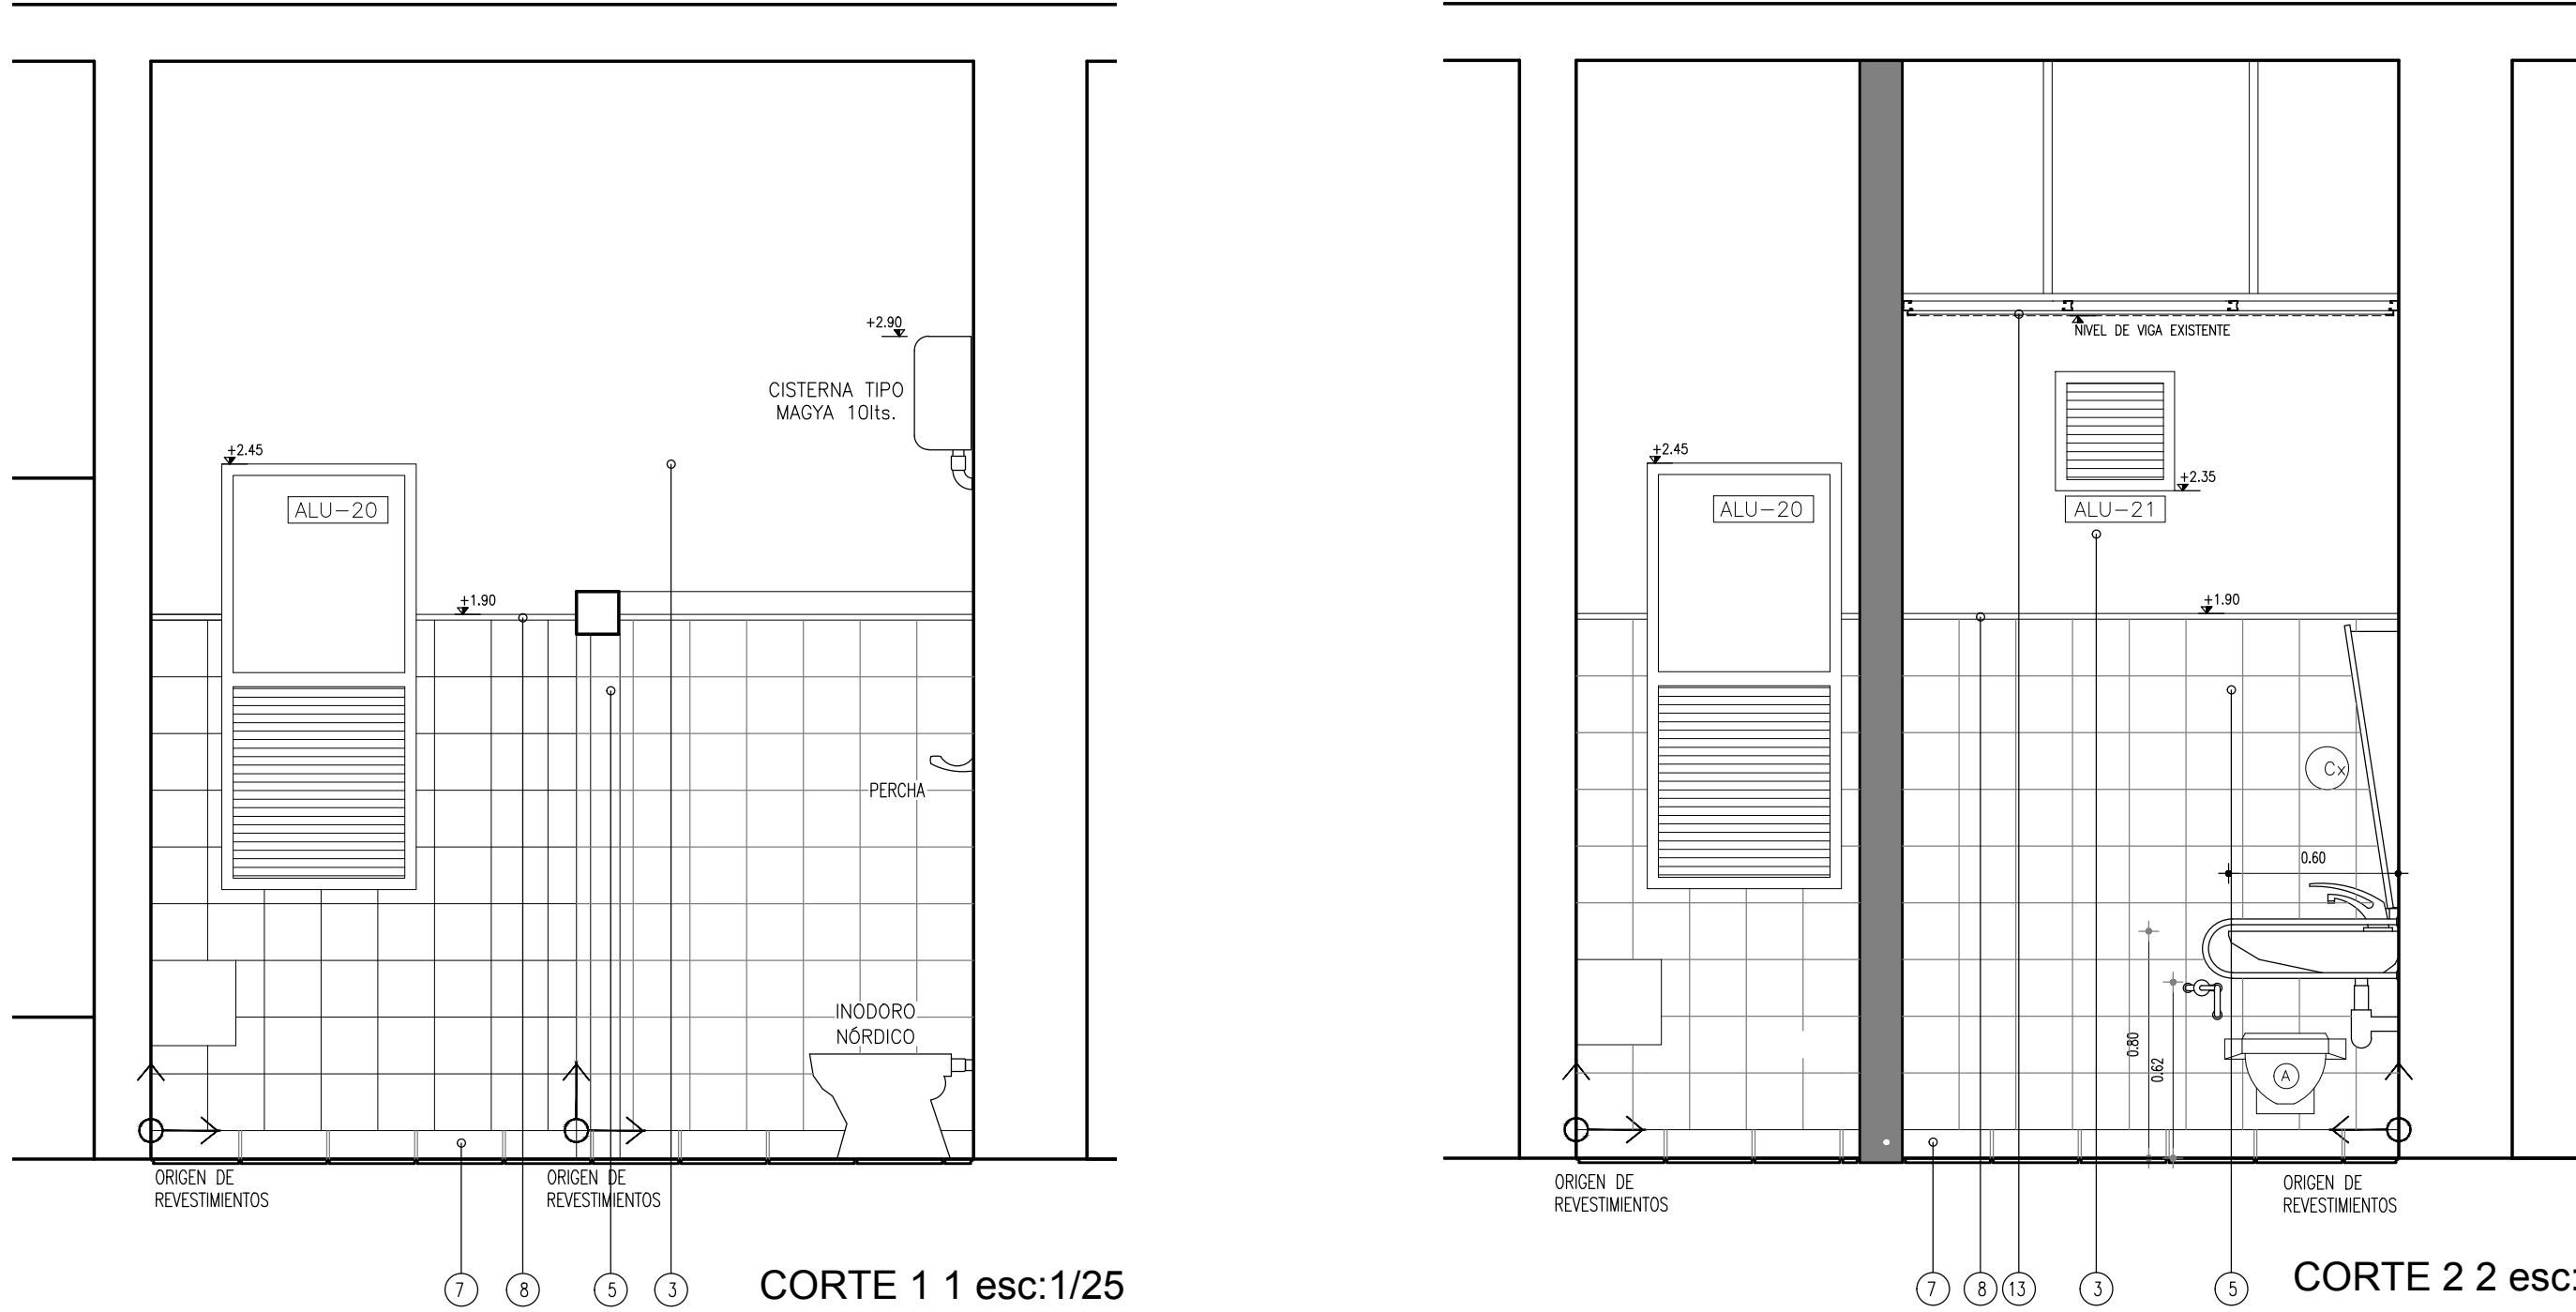 +2.90
CISTERNA TIPO
MAGYA 10lts.
+2.45
ALU-20
+1.90
PERCHA
INODORO
NÓRDICO
ORIGEN DE
REVESTIMIENTOS
ORIGEN DE
REVESTIMIENTOS
7
8
5
3
CORTE 1 1 esc:1/25
NIVEL DE VIGA EXISTENTE
+2.45
ALU-20
+2.35
ALU-21
+1.90
Cx
0.60
0.80
0.62
A
ORIGEN DE
REVESTIMIENTOS
ORIGEN DE
REVESTIMIENTOS
7
8
13
3
5
CORTE 2 2 esc: